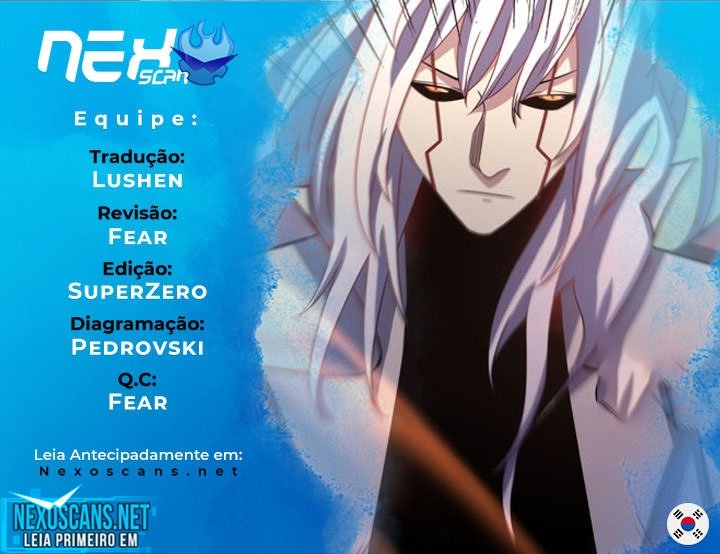 NEXO
SCAN
Equipe:
Tradução:
Lushen
Revisão:
Fear
Edição:
SuperZero
Diagramação:
Pedrovski
Q.C:
Fear
Leia Antecipadamente em:
Nexoscans.net
NEXOSCANS.NET
LEIA PRIMEIRO EM